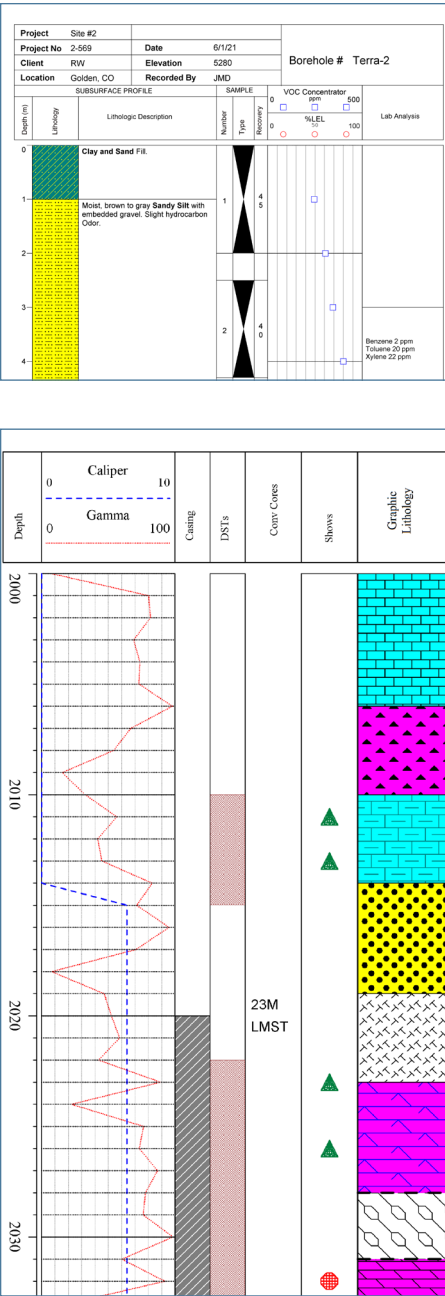 Project Site #2
Project No 2-569 Date 6/1/21
Client RW Elevation 5280
Borehole # Terra-2
Location Golden, CO Recorded By JMD
SUBSURFACE PROFILE SAMPLE
VOC Concentrator
0 ppm 500
%LEL
0 50 100
Depth (m) Lithology Lithologic Description Number Type Recovery Lab Analysis
0
Clay and Sand Fill.
1
Moist, brown to gray Sandy Silt with
embedded gravel. Slight hydrocarbon
Odor.
1
4
5
2
3
2
4
0
Benzene 2 ppm
Toluene 20 ppm
Xylene 22 ppm
4
Depth
Caliper
0 10
Gamma
0 100
Casing
DSTs
Conv Cores
Shows
Graphic
Lithology
2000
2010
2020
23M
LMST
2030